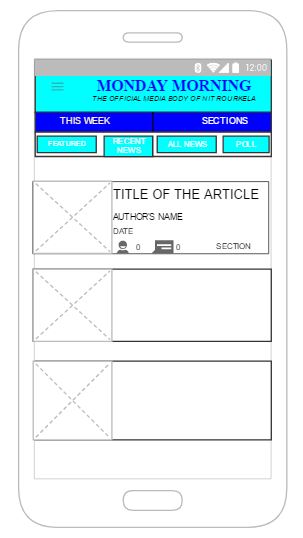 12:00
MONDAY MORNING
THE OFFICIAL MEDIA BODY OF NIT ROURKELA
THIS WEEK SECTIONS
FEATURED RECENT NEWS ALL NEWS POLL
TITLE OF THE ARTICLE
AUTHOR'S NAME
DATE
0 0 SECTION